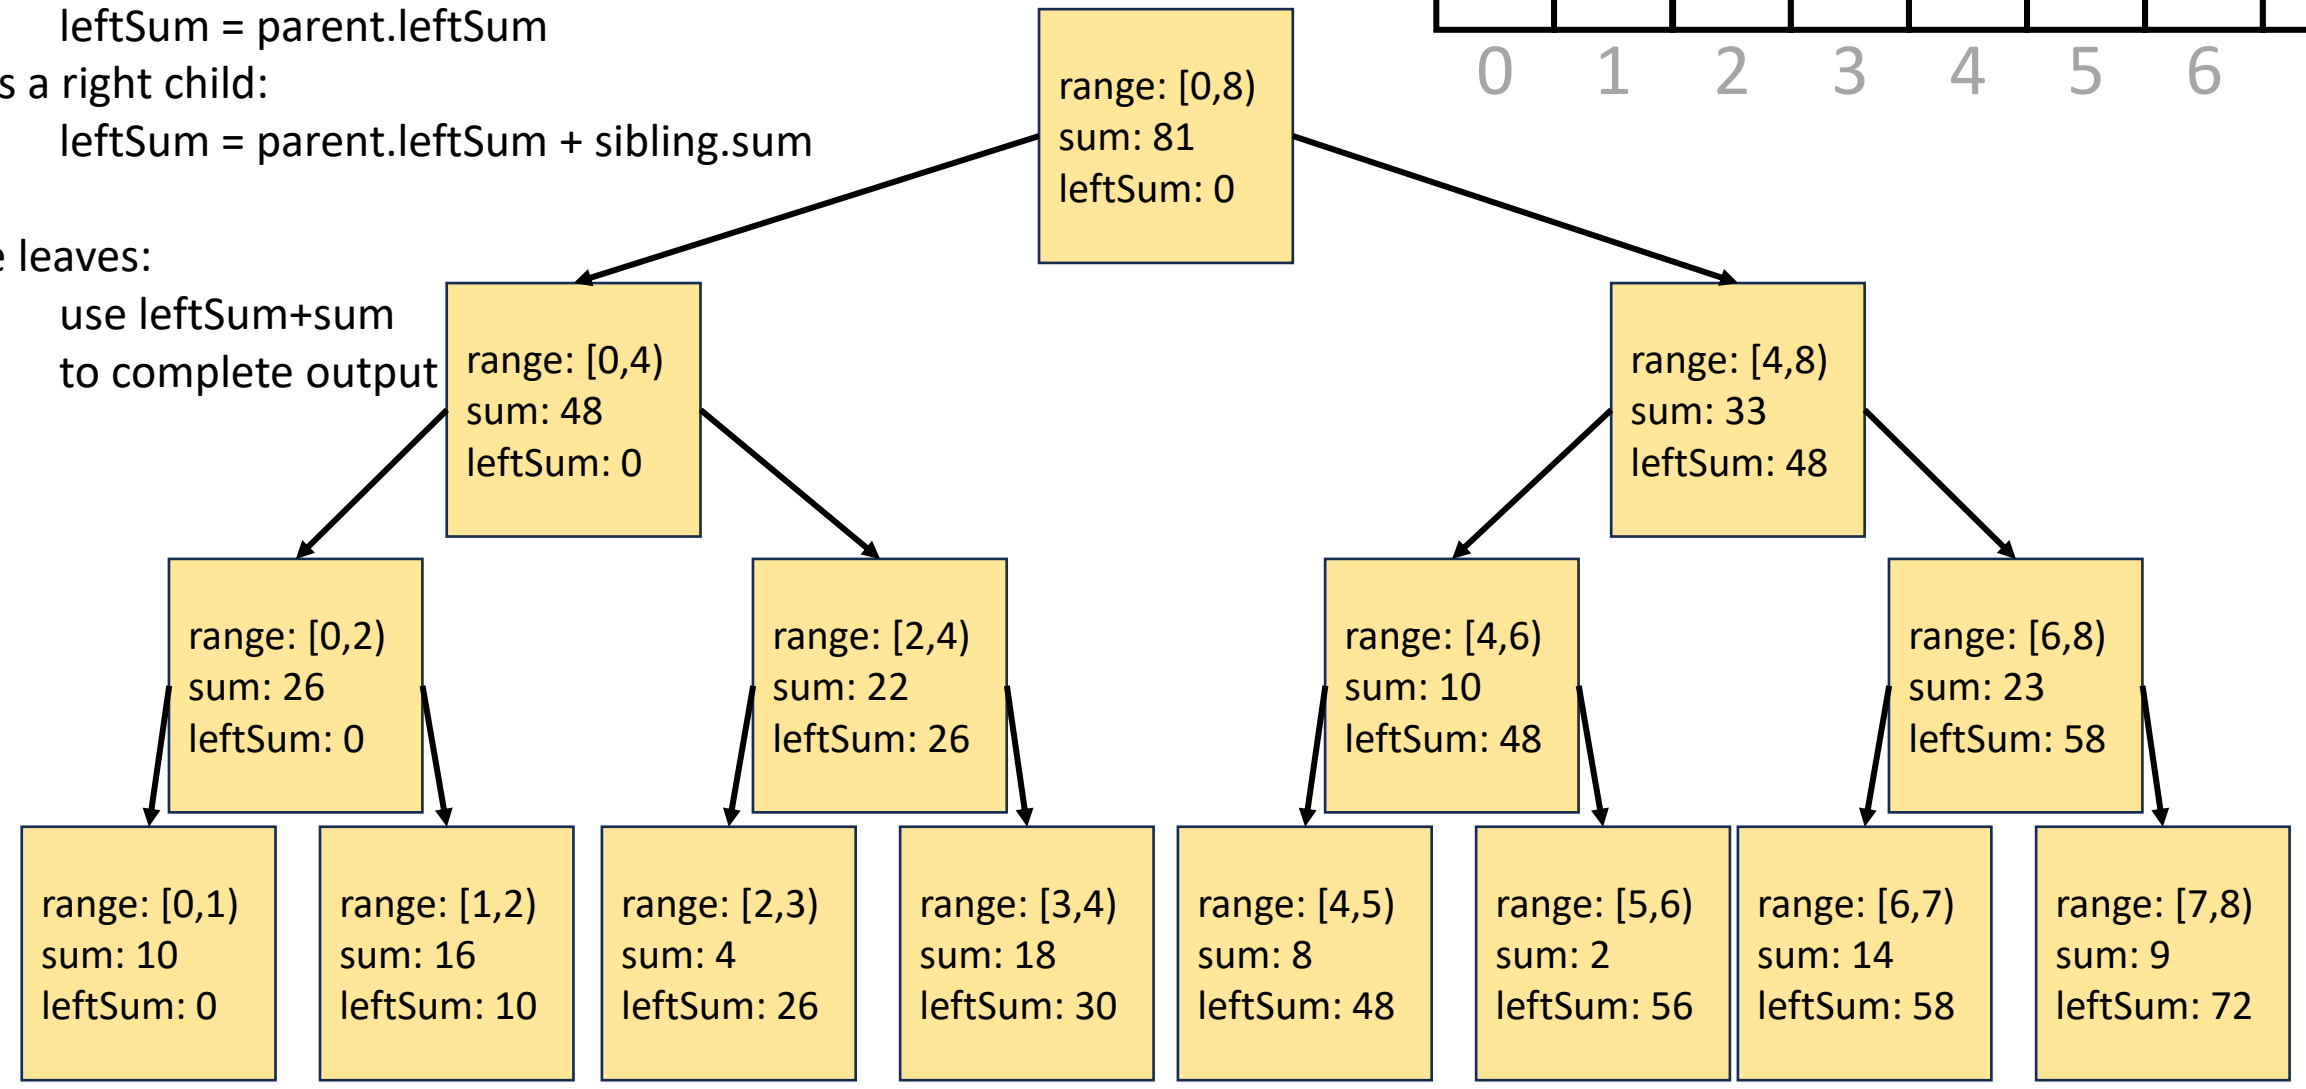 leftSum = parent.leftSum
s a right child:
leftSum = parent.leftSum + sibling.sum
leaves:
use leftSum+sum
to complete output
0 1 2 3 4 5 6
range: [0,8)
sum: 81
leftSum: 0
range: [0,4)
sum: 48
leftSum: 0
range: [4,8)
sum: 33
leftSum: 48
range: [0,2)
sum: 26
leftSum: 0
range: [2,4)
sum: 22
leftSum: 26
range: [4,6)
sum: 10
leftSum: 48
range: [6,8)
sum: 23
leftSum: 58
range: [0,1)
sum: 10
leftSum: 0
range: [1,2)
sum: 16
leftSum: 10
range: [2,3)
sum: 4
leftSum: 26
range: [3,4)
sum: 18
leftSum: 30
range: [4,5)
sum: 8
leftSum: 48
range: [5,6)
sum: 2
leftSum: 56
range: [6,7)
sum: 14
leftSum: 58
range: [7,8)
sum: 9
leftSum: 72